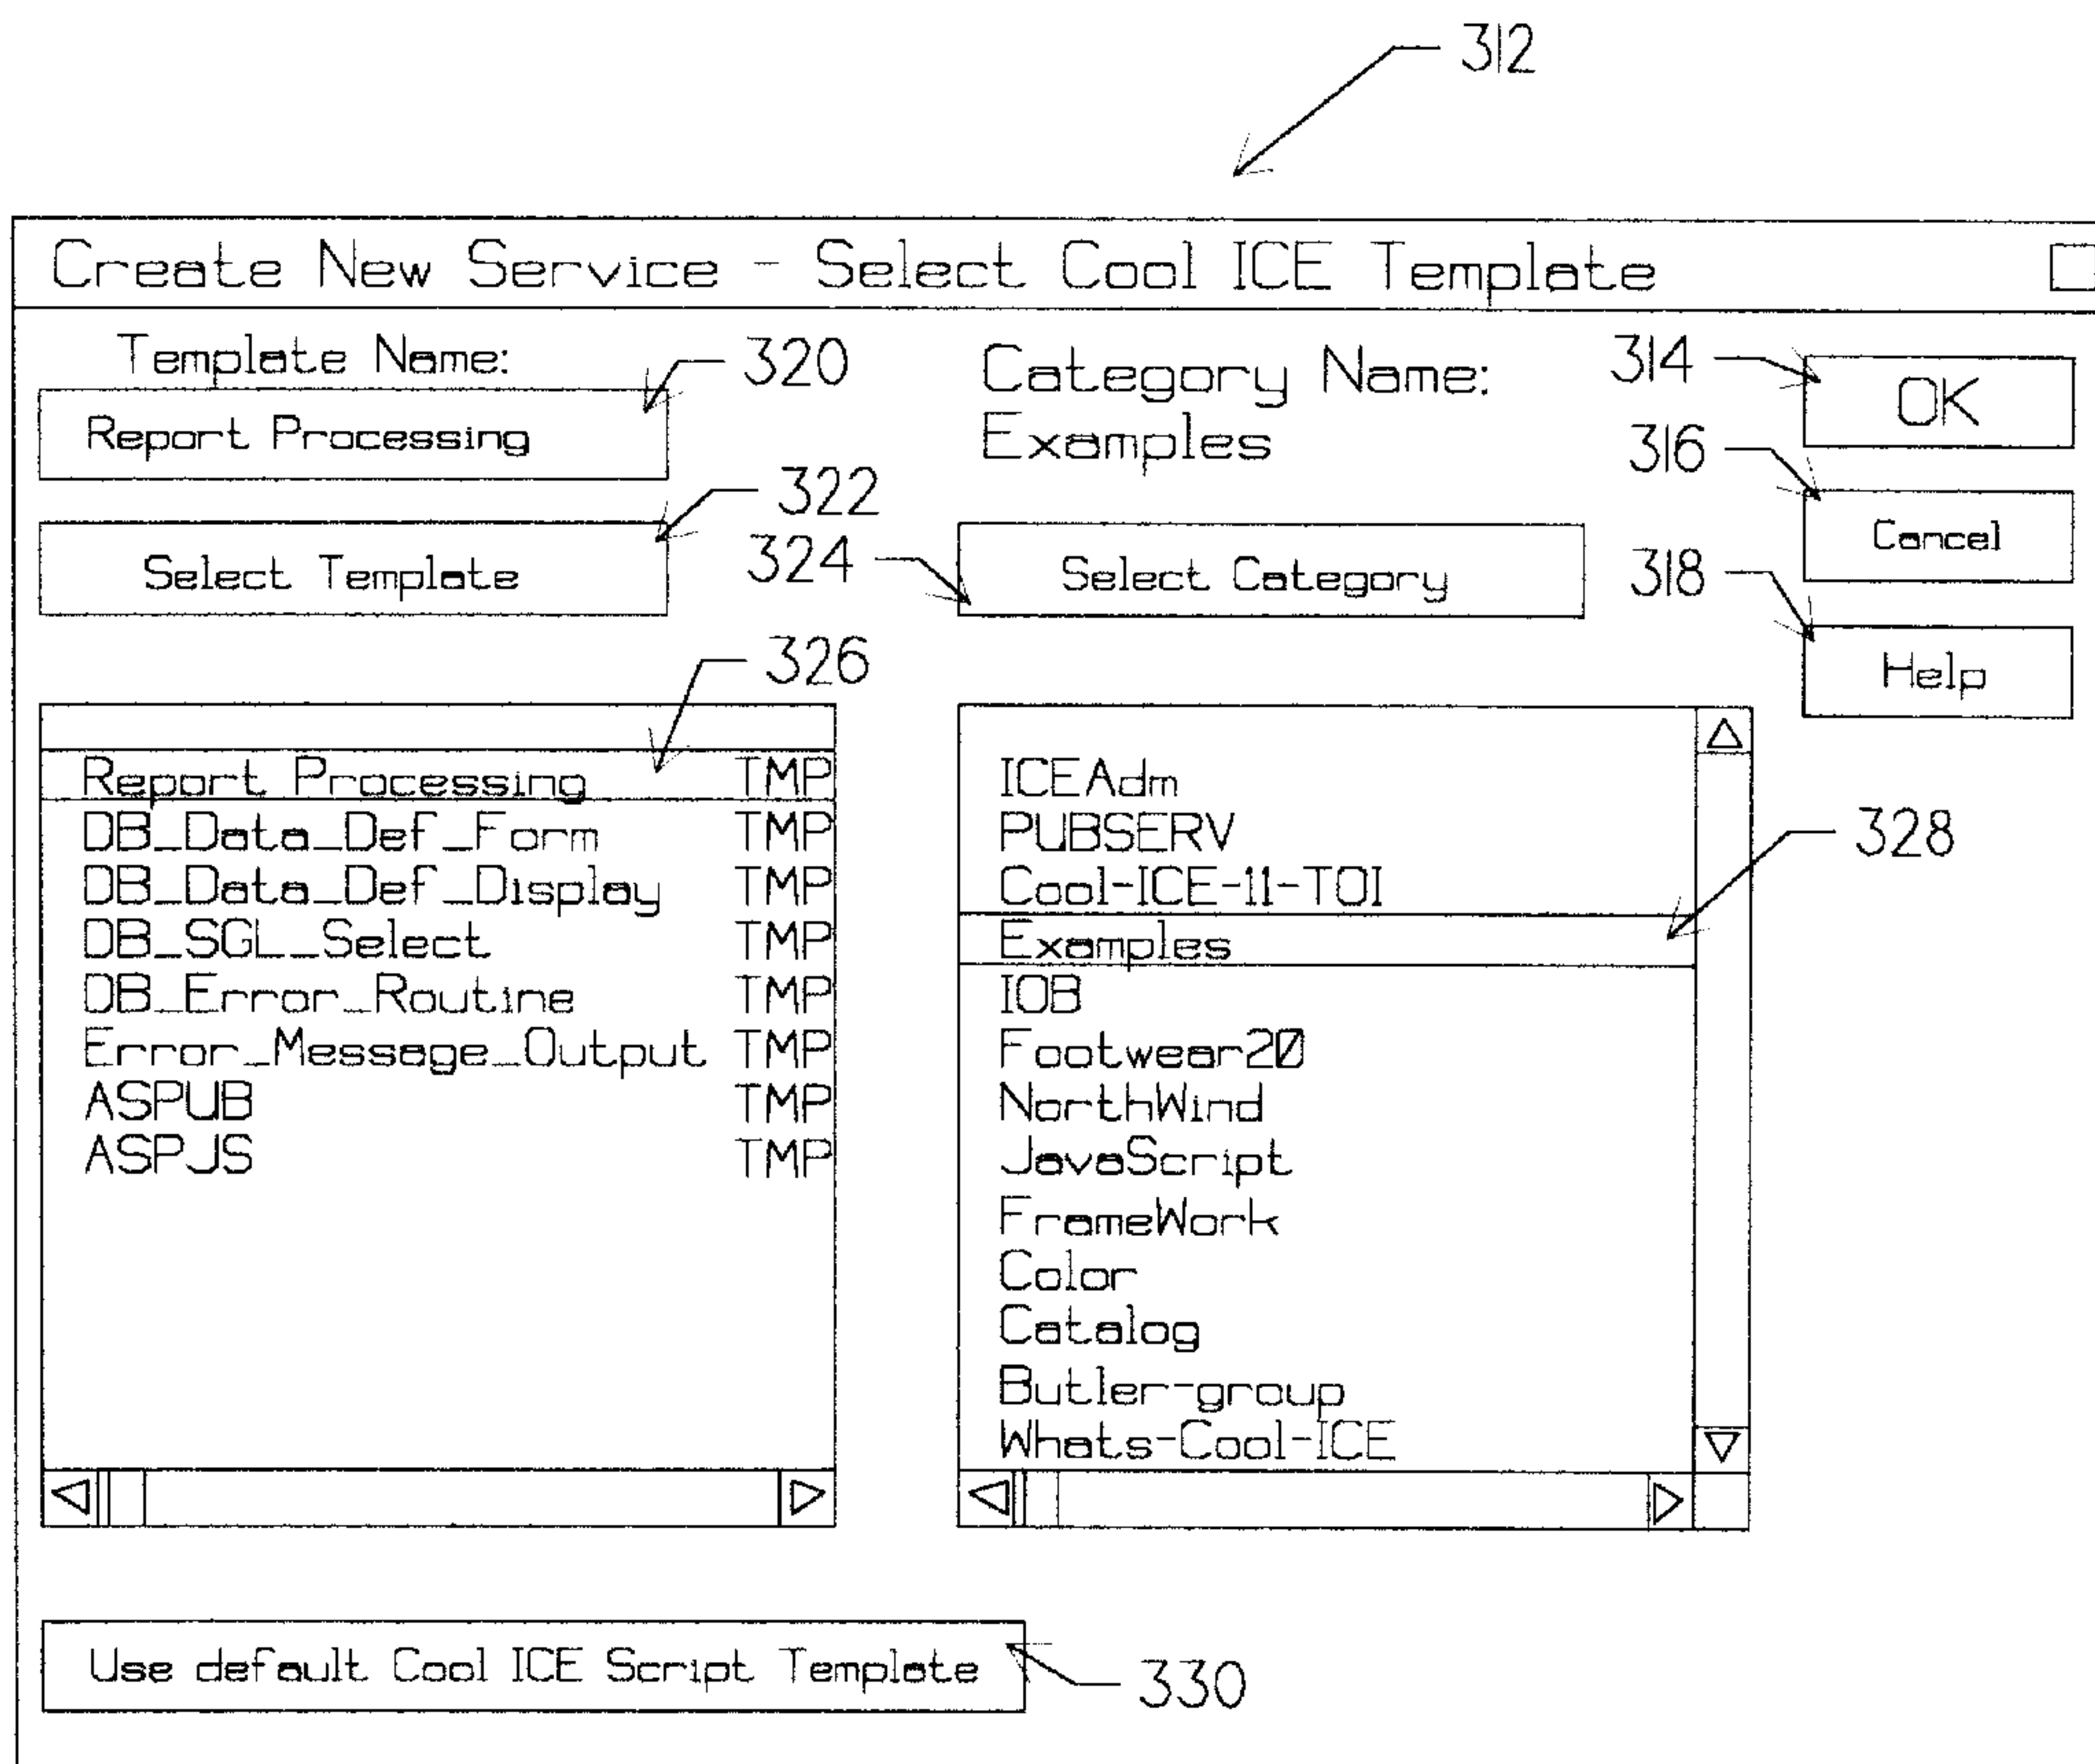 312
Create New Service - Select Cool ICE Template
Template Name:
320
Report Processing
Category Name:
Examples
314
OK
316
Cancel
318
Help
322
Select Template
324
Select Category
326
Report Processing TMP
DB_Data_Def_Form TMP
DB_Data_Def_Display TMP
DB_SGL_Select TMP
DB_Error_Routine TMP
Error_Message_Output TMP
ASPUB TMP
ASPJS TMP
ICEAdm
PUBSERV
Cool-ICE-11-TOI
328
Examples
IOB
Footwear20
NorthWind
JavaScript
FrameWork
Color
Catalog
Butler-group
Whats-Cool-ICE
Use default Cool ICE Script Template
330